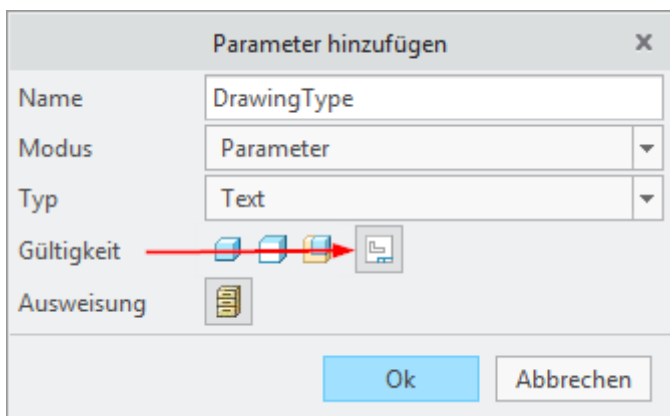 Parameter hinzufügen
Name DrawingType
Modus Parameter
Typ Text
Gültigkeit
Ausweisung
Ok Abbrechen